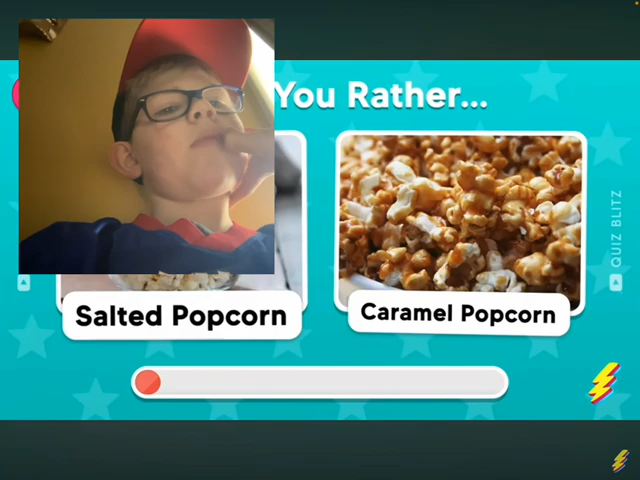 You Rather...
Salted Popcorn
Caramel Popcorn
QUIZ BLITZ